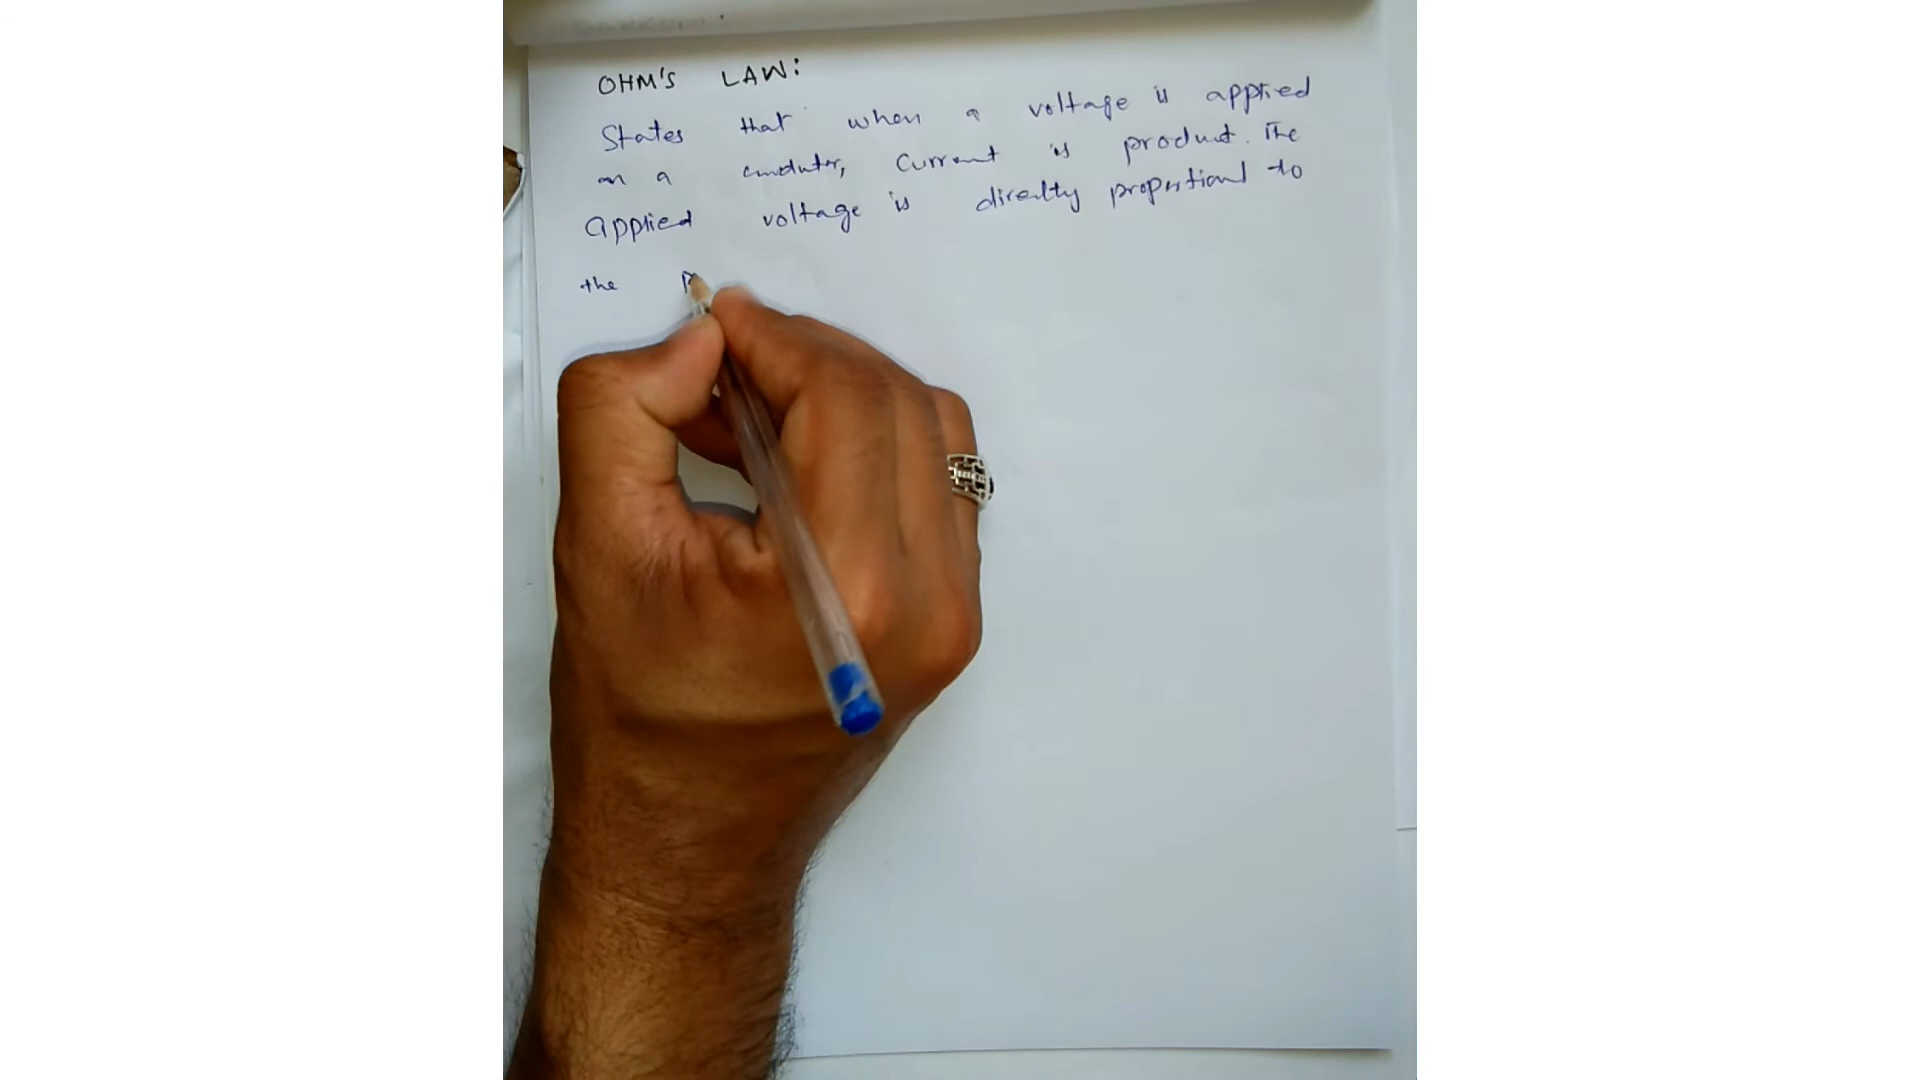 OHM'S LAW:
States that when a voltage is applied
on a conductor, current is product. The
applied voltage is directly proportional to
the